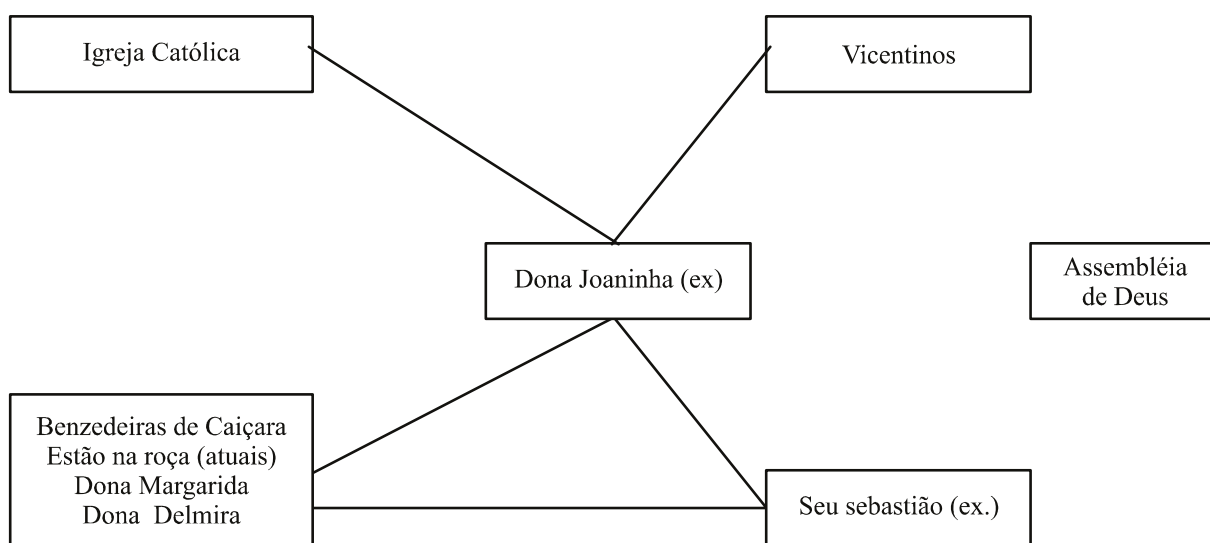 Igreja Católica
Vicentinos
Dona Joaninha (ex)
Assembléia
de Deus
Benzedeiras de Caiçara
Estão na roça (atuais)
Dona Margarida
Dona Delmira
Seu sebastião (ex.)